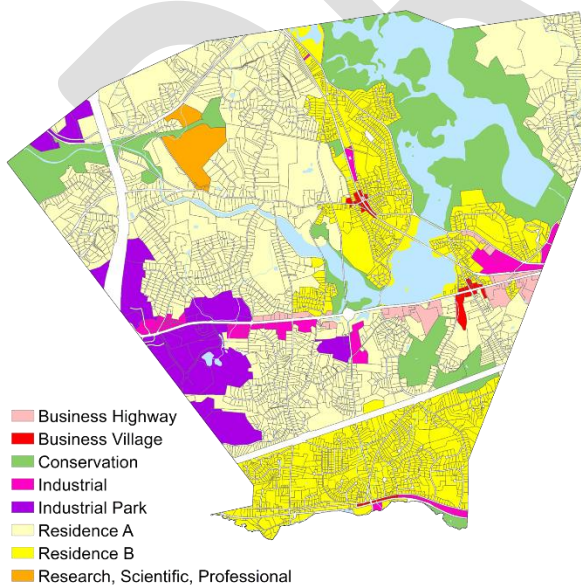 Business Highway
Business Village
Conservation
Industrial
Industrial Park
Residence A
Residence B
Research, Scientific, Professional